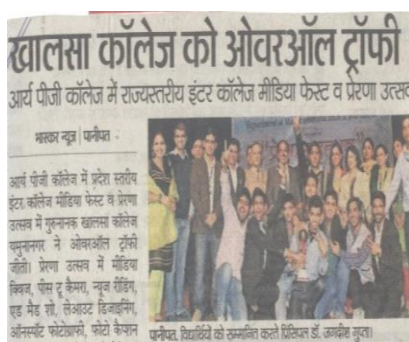 खालसा कॉलेज को ओवरऑल ट्रॉफी
आर्य पीजी कॉलेज में राज्यस्तरीय इंटर कॉलेज मीडिया फेस्ट व प्रेरणा उत्सव
भास्कर न्यूज | पानीपत
आर्य पीजी कॉलेज में प्रदेश स्तरीय
इंटर कॉलेज मीडिया फेस्ट व प्रेरणा
उत्सव में गुरुनानक खालसा कॉलेज
यमुनानगर ने ओवरऑल ट्रॉफी
जीती। प्रेरणा उत्सव में मीडिया
क्विज, पीस टू कैमरा, न्यूज रीडिंग,
एड मैड शो, लेआउट डिजाइनिंग,
ऑनस्पॉट फोटोग्राफी, फोटो कैप्शन
पानीपत. विद्यार्थियों को सम्मानित करते प्रिंसिपल डॉ. जगदीश गुप्ता।